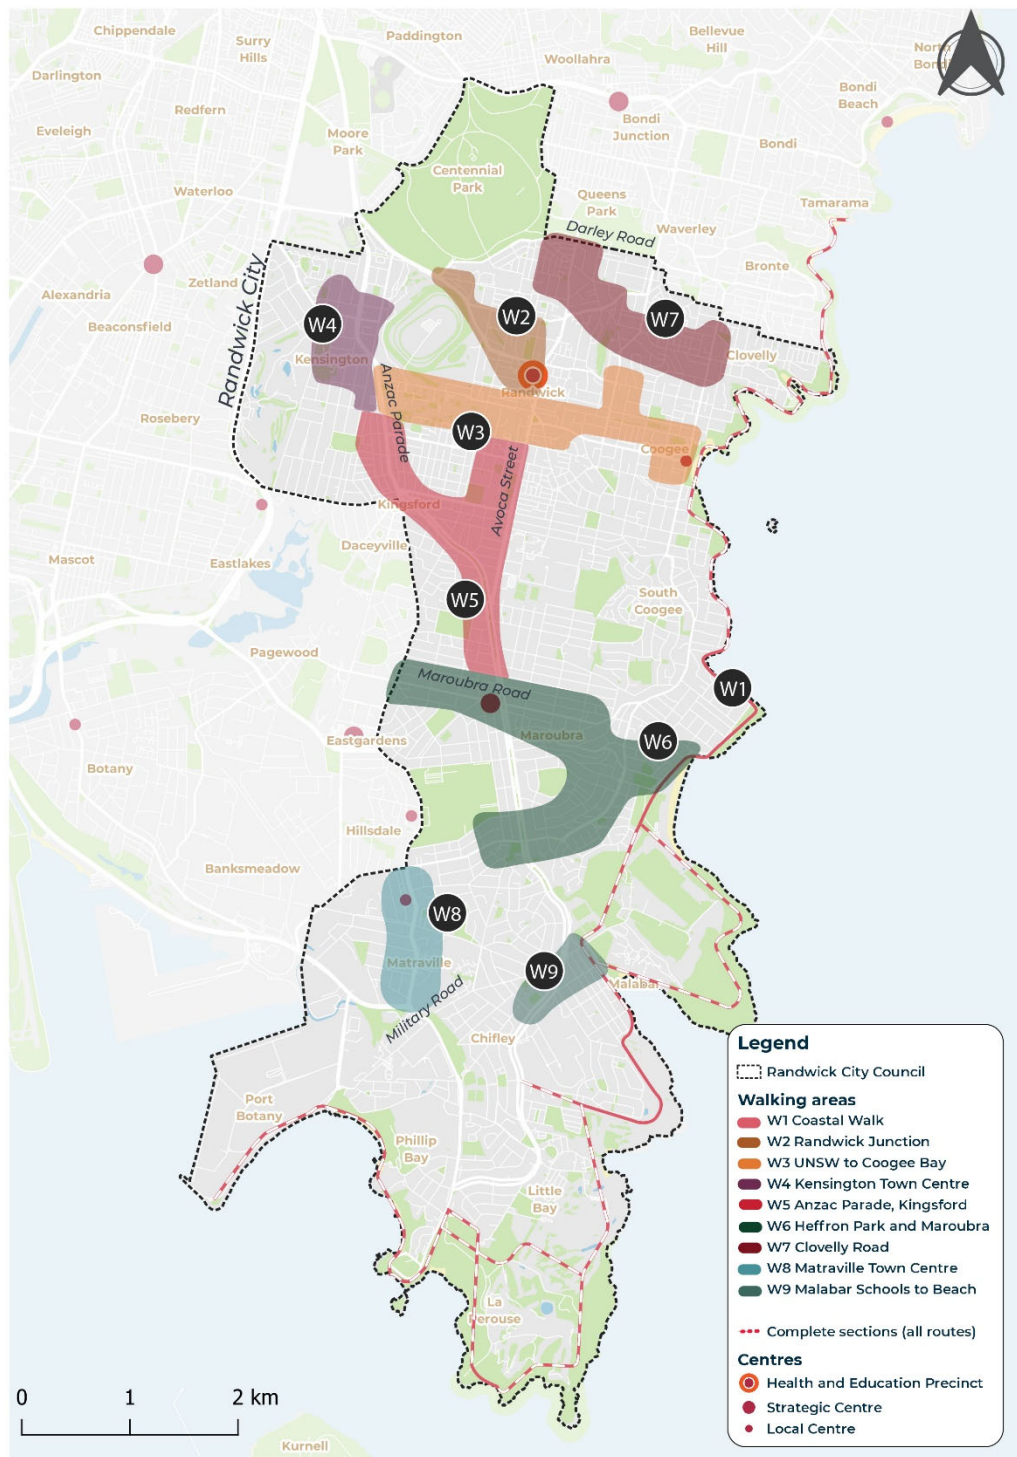 Chippendale
Paddington
Bellevue
Hill
Surry
Hills
North
Bondi
Woollahra
Darlington
Bondi
Beach
Redfern
Eveleigh
Moore
Park
Bondi
Junction
Bondi
Centennial
Park
Waterloo
Queens
Park
Tamarama
Darley Road
Waverley
Randwick City
Bronte
Zetland
Alexandria
Beaconsfield
W4
W2
W7
Kensington
Clovelly
Anzac Parade
Randwick
Rosebery
W3
Coogee
Avoca Street
Kingsford
Daceyville
Mascot
Eastlakes
W5
South
Coogee
Pagewood
Maroubra Road
W1
Maroubra
W6
Eastgardens
Botany
Hillsdale
Banksmeadow
W8
Matraville
W9
Malabar
Military Road
Chifley
Port
Botany
Phillip
Bay
Little
Bay
La
Perouse
Kurnell
0 1 2 km
Legend
Randwick City Council
Walking areas
W1 Coastal Walk
W2 Randwick Junction
W3 UNSW to Coogee Bay
W4 Kensington Town Centre
W5 Anzac Parade, Kingsford
W6 Heffron Park and Maroubra
W7 Clovelly Road
W8 Matraville Town Centre
W9 Malabar Schools to Beach
Complete sections (all routes)
Centres
Health and Education Precinct
Strategic Centre
Local Centre